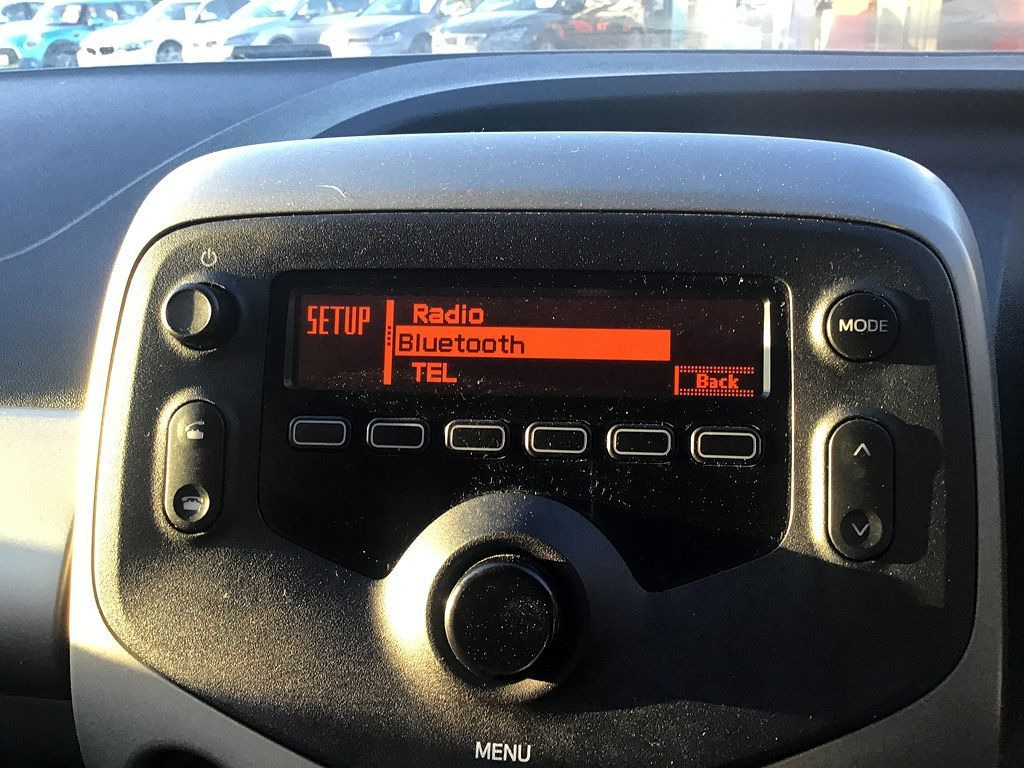 SETUP
Radio
Bluetooth
TEL
Back
MODE
MENU